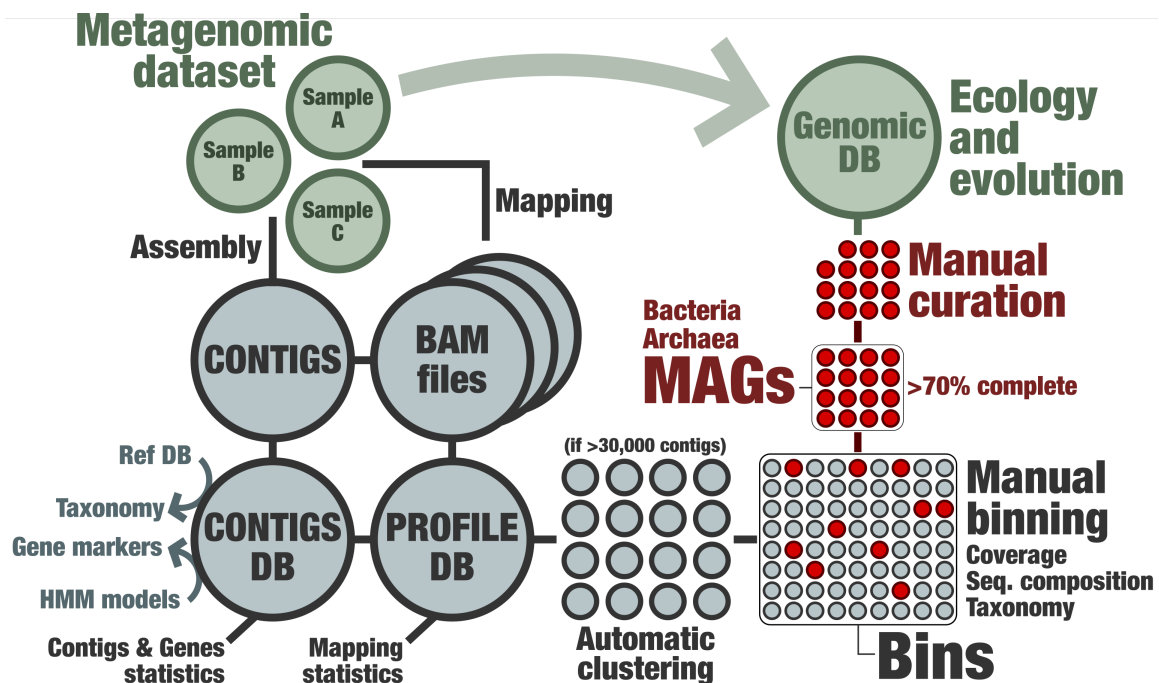 Metagenomic
dataset
Sample
A
Sample
B
Sample
C
Mapping
Assembly
CONTIGS
BAM
files
Ref DB
Taxonomy
Gene markers
HMM models
CONTIGS
DB
PROFILE
DB
Contigs & Genes
statistics
Mapping
statistics
(if >30,000 contigs)
Automatic
clustering
Genomic
DB
Ecology
and
evolution
Manual
curation
Bacteria
Archaea
MAGs
>70% complete
Manual
binning
Coverage
Seq. composition
Taxonomy
Bins